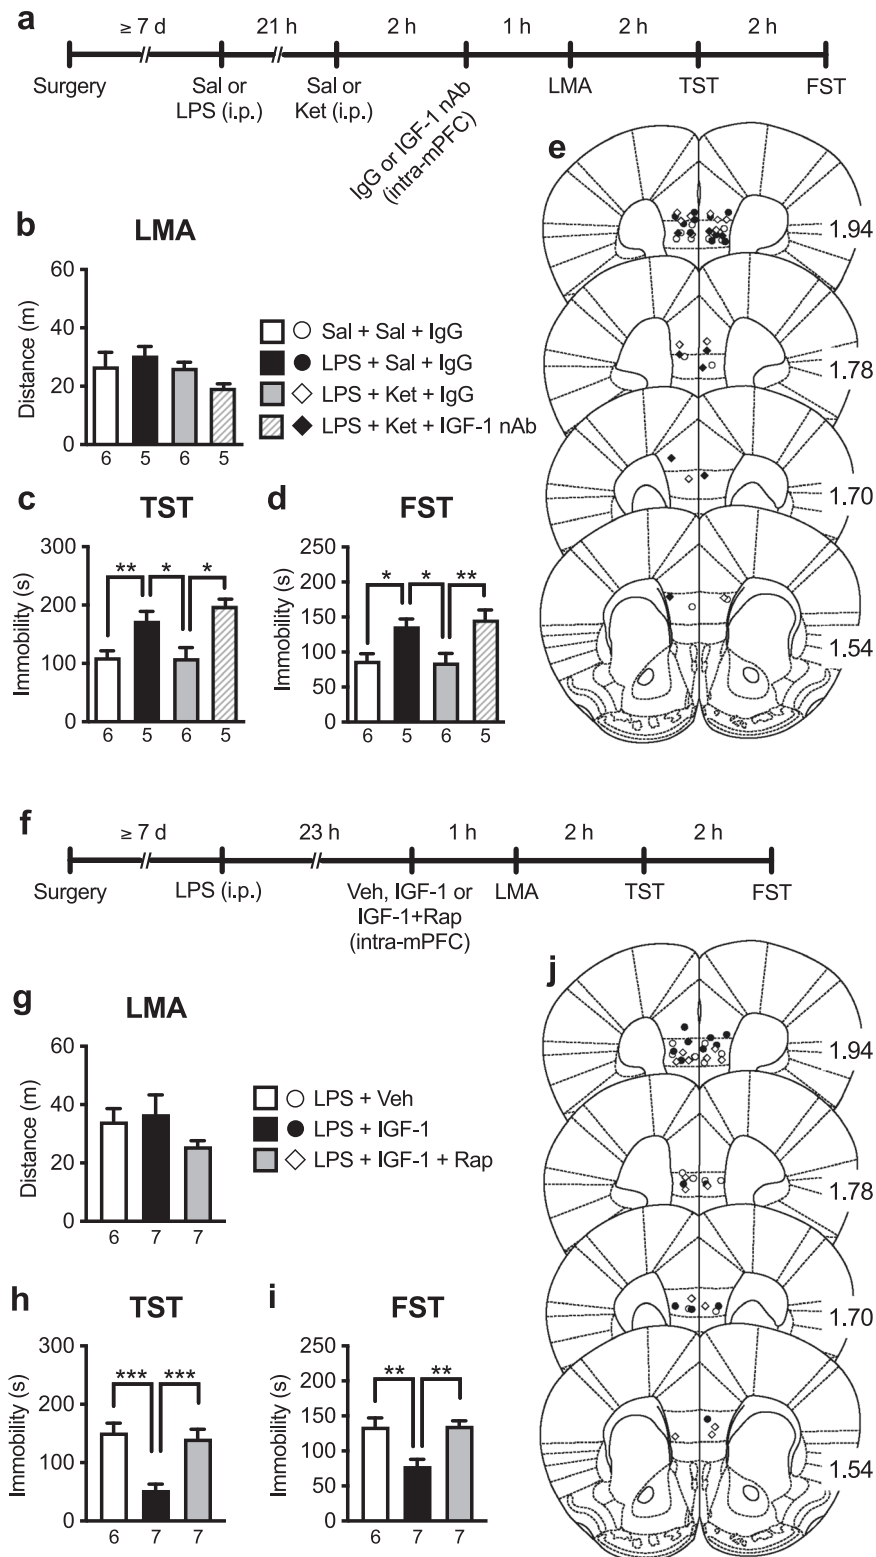 a
≥ 7 d 21 h 2 h 1 h 2 h 2 h
Surgery
Sal or
LPS (i.p.)
Sal or
Ket (i.p.)
IgG or IGF-1 nAb
(intra-mPFC)
LMA TST FST
b
LMA
60
40
20
0
Distance (m)
6 5 6 5
Sal + Sal + IgG
LPS + Sal + IgG
LPS + Ket + IgG
LPS + Ket + IGF-1 nAb
c
TST
300
200
100
0
Immobility (s)
** * *
6 5 6 5
d
FST
250
200
150
100
50
0
Immobility (s)
* * **
6 5 6 5
e
1.94
1.78
1.70
1.54
f
≥ 7 d 23 h 1 h 2 h 2 h
Surgery
LPS (i.p.)
Veh, IGF-1 or
IGF-1+Rap
(intra-mPFC)
LMA TST FST
g
LMA
60
40
20
0
Distance (m)
6 7 7
LPS + Veh
LPS + IGF-1
LPS + IGF-1 + Rap
h
TST
300
200
100
0
Immobility (s)
*** ***
6 7 7
i
FST
250
200
150
100
50
0
Immobility (s)
** **
6 7 7
j
1.94
1.78
1.70
1.54